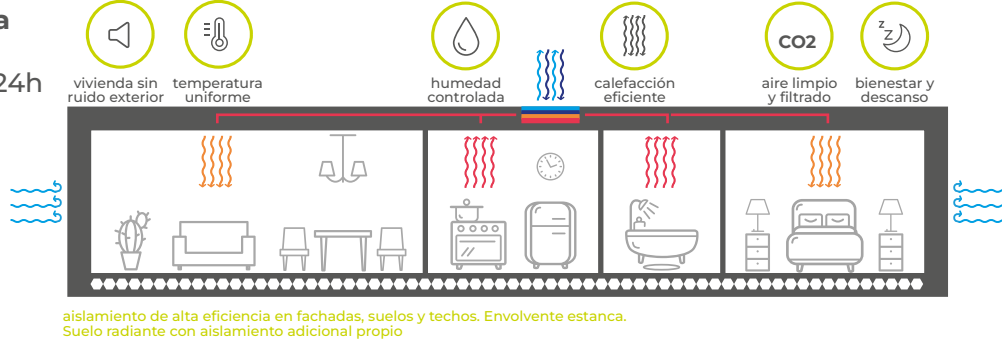 a
24h
vivienda sin
ruido exterior
temperatura
uniforme
humedad
controlada
calefacción
eficiente
CO2
aire limpio
y filtrado
z
z
bienestar y
descanso
aislamiento de alta eficiencia en fachadas, suelos y techos. Envolvente estanca.
Suelo radiante con aislamiento adicional propio